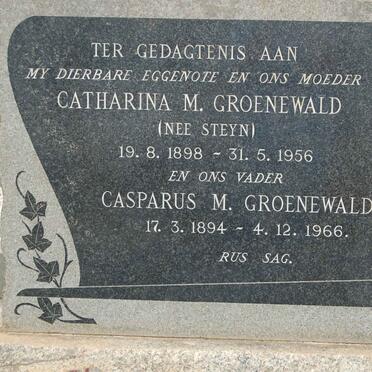 TER GEDAGTENIS AAN
MY DIERBARE EGGENOTE EN ONS MOEDER
CATHARINA M. GROENEWALD
(NEE STEYN)
19. 8. 1898 ~ 31. 5. 1956
EN ONS VADER
CASPARUS M. GROENEWALD
17. 3. 1894 ~ 4. 12. 1966.
RUS SAG.